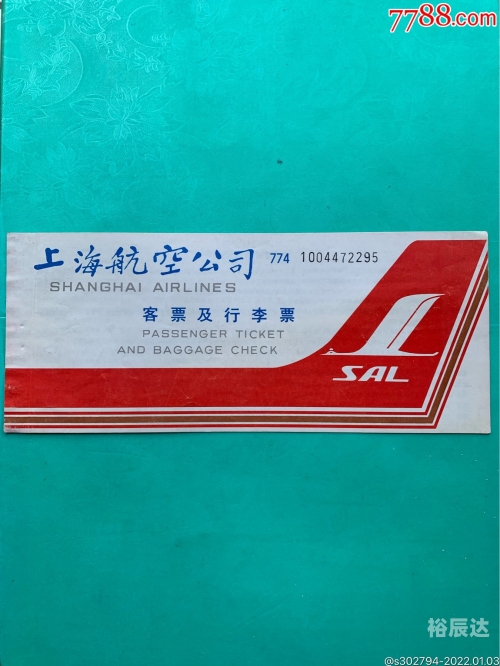 7788.com
上海航空公司 774 1004472295
SHANGHAI AIRLINES
客票及行李票
PASSENGER TICKET
AND BAGGAGE CHECK
SAL
裕辰达
@s302794-2022.01.03